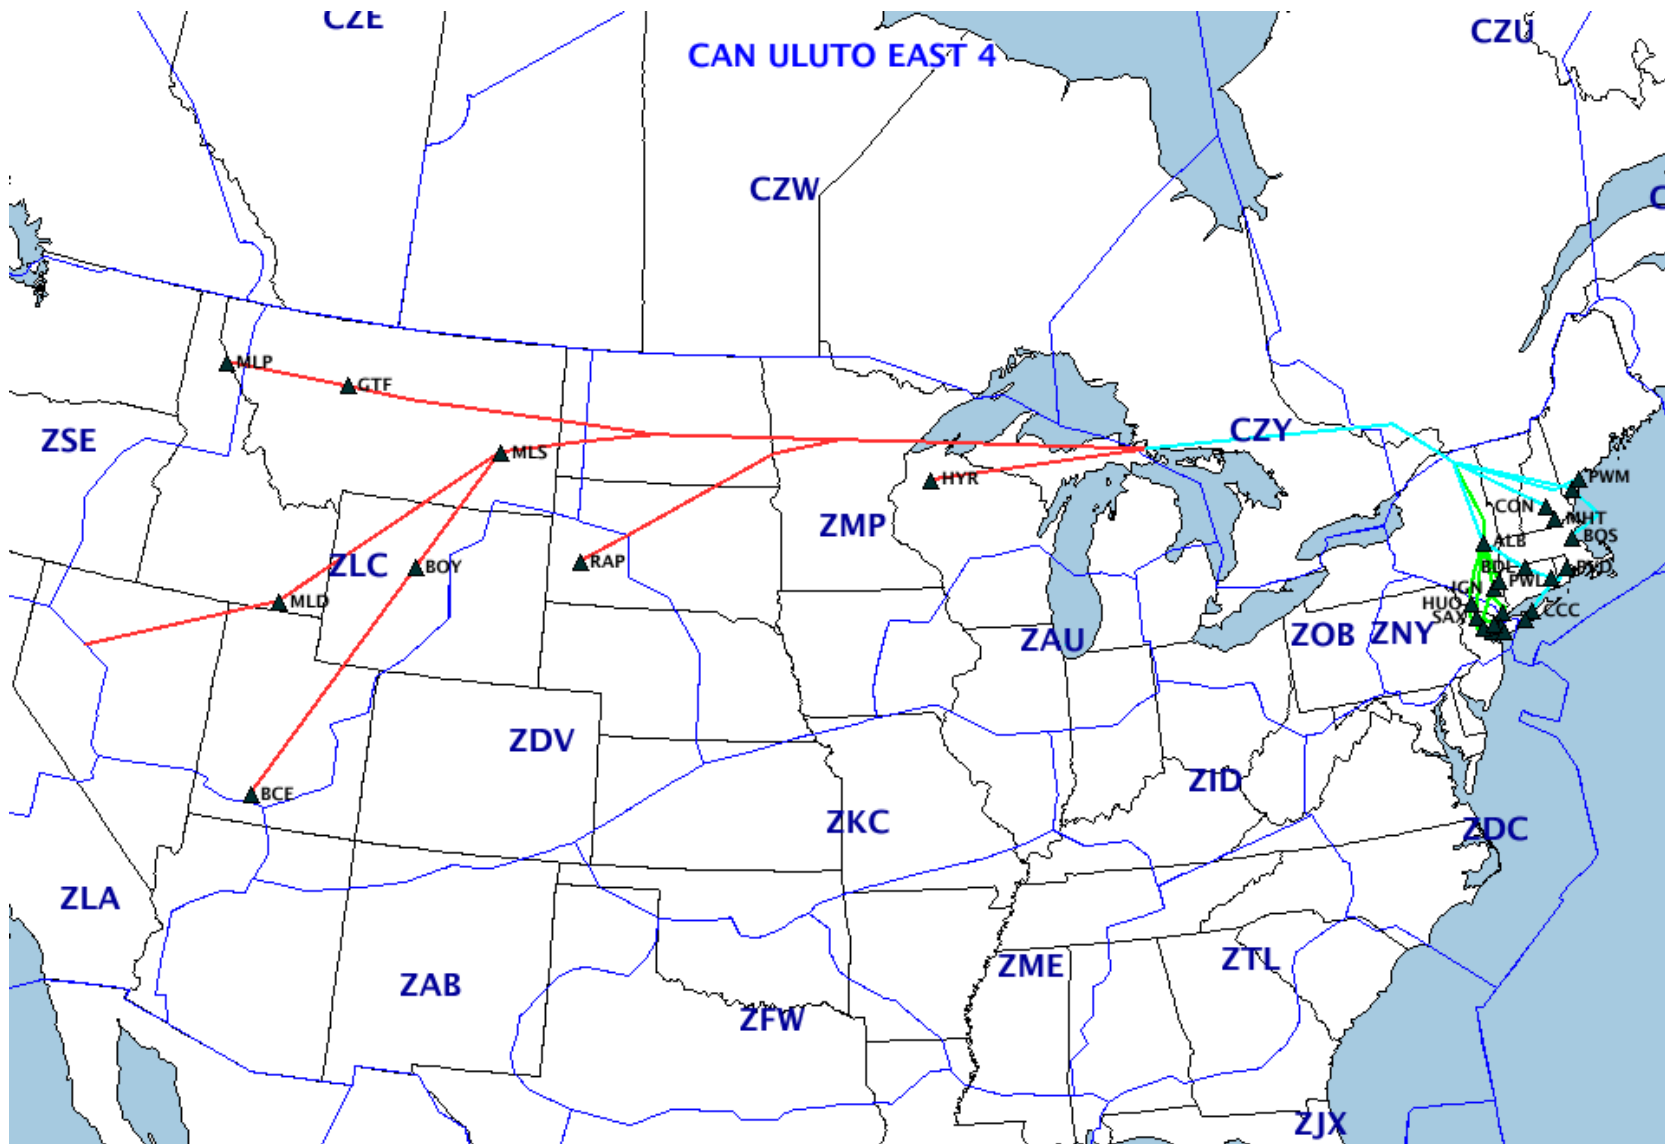 CZE
CZU
CAN ULUTO EAST 4
CZW
C
MLP
GTF
ZSE
CZY
MLS
HYR
PWM
CON
MHT
ZMP
BOS
ALB
ZLC
BOY
RAP
BDL
PVD
IGN
PWL
MLD
HUO
CCC
SAX
ZAU
ZOB
ZNY
ZDV
ZID
BCE
ZKC
ZDC
ZLA
ZME
ZTL
ZAB
ZFW
ZJX